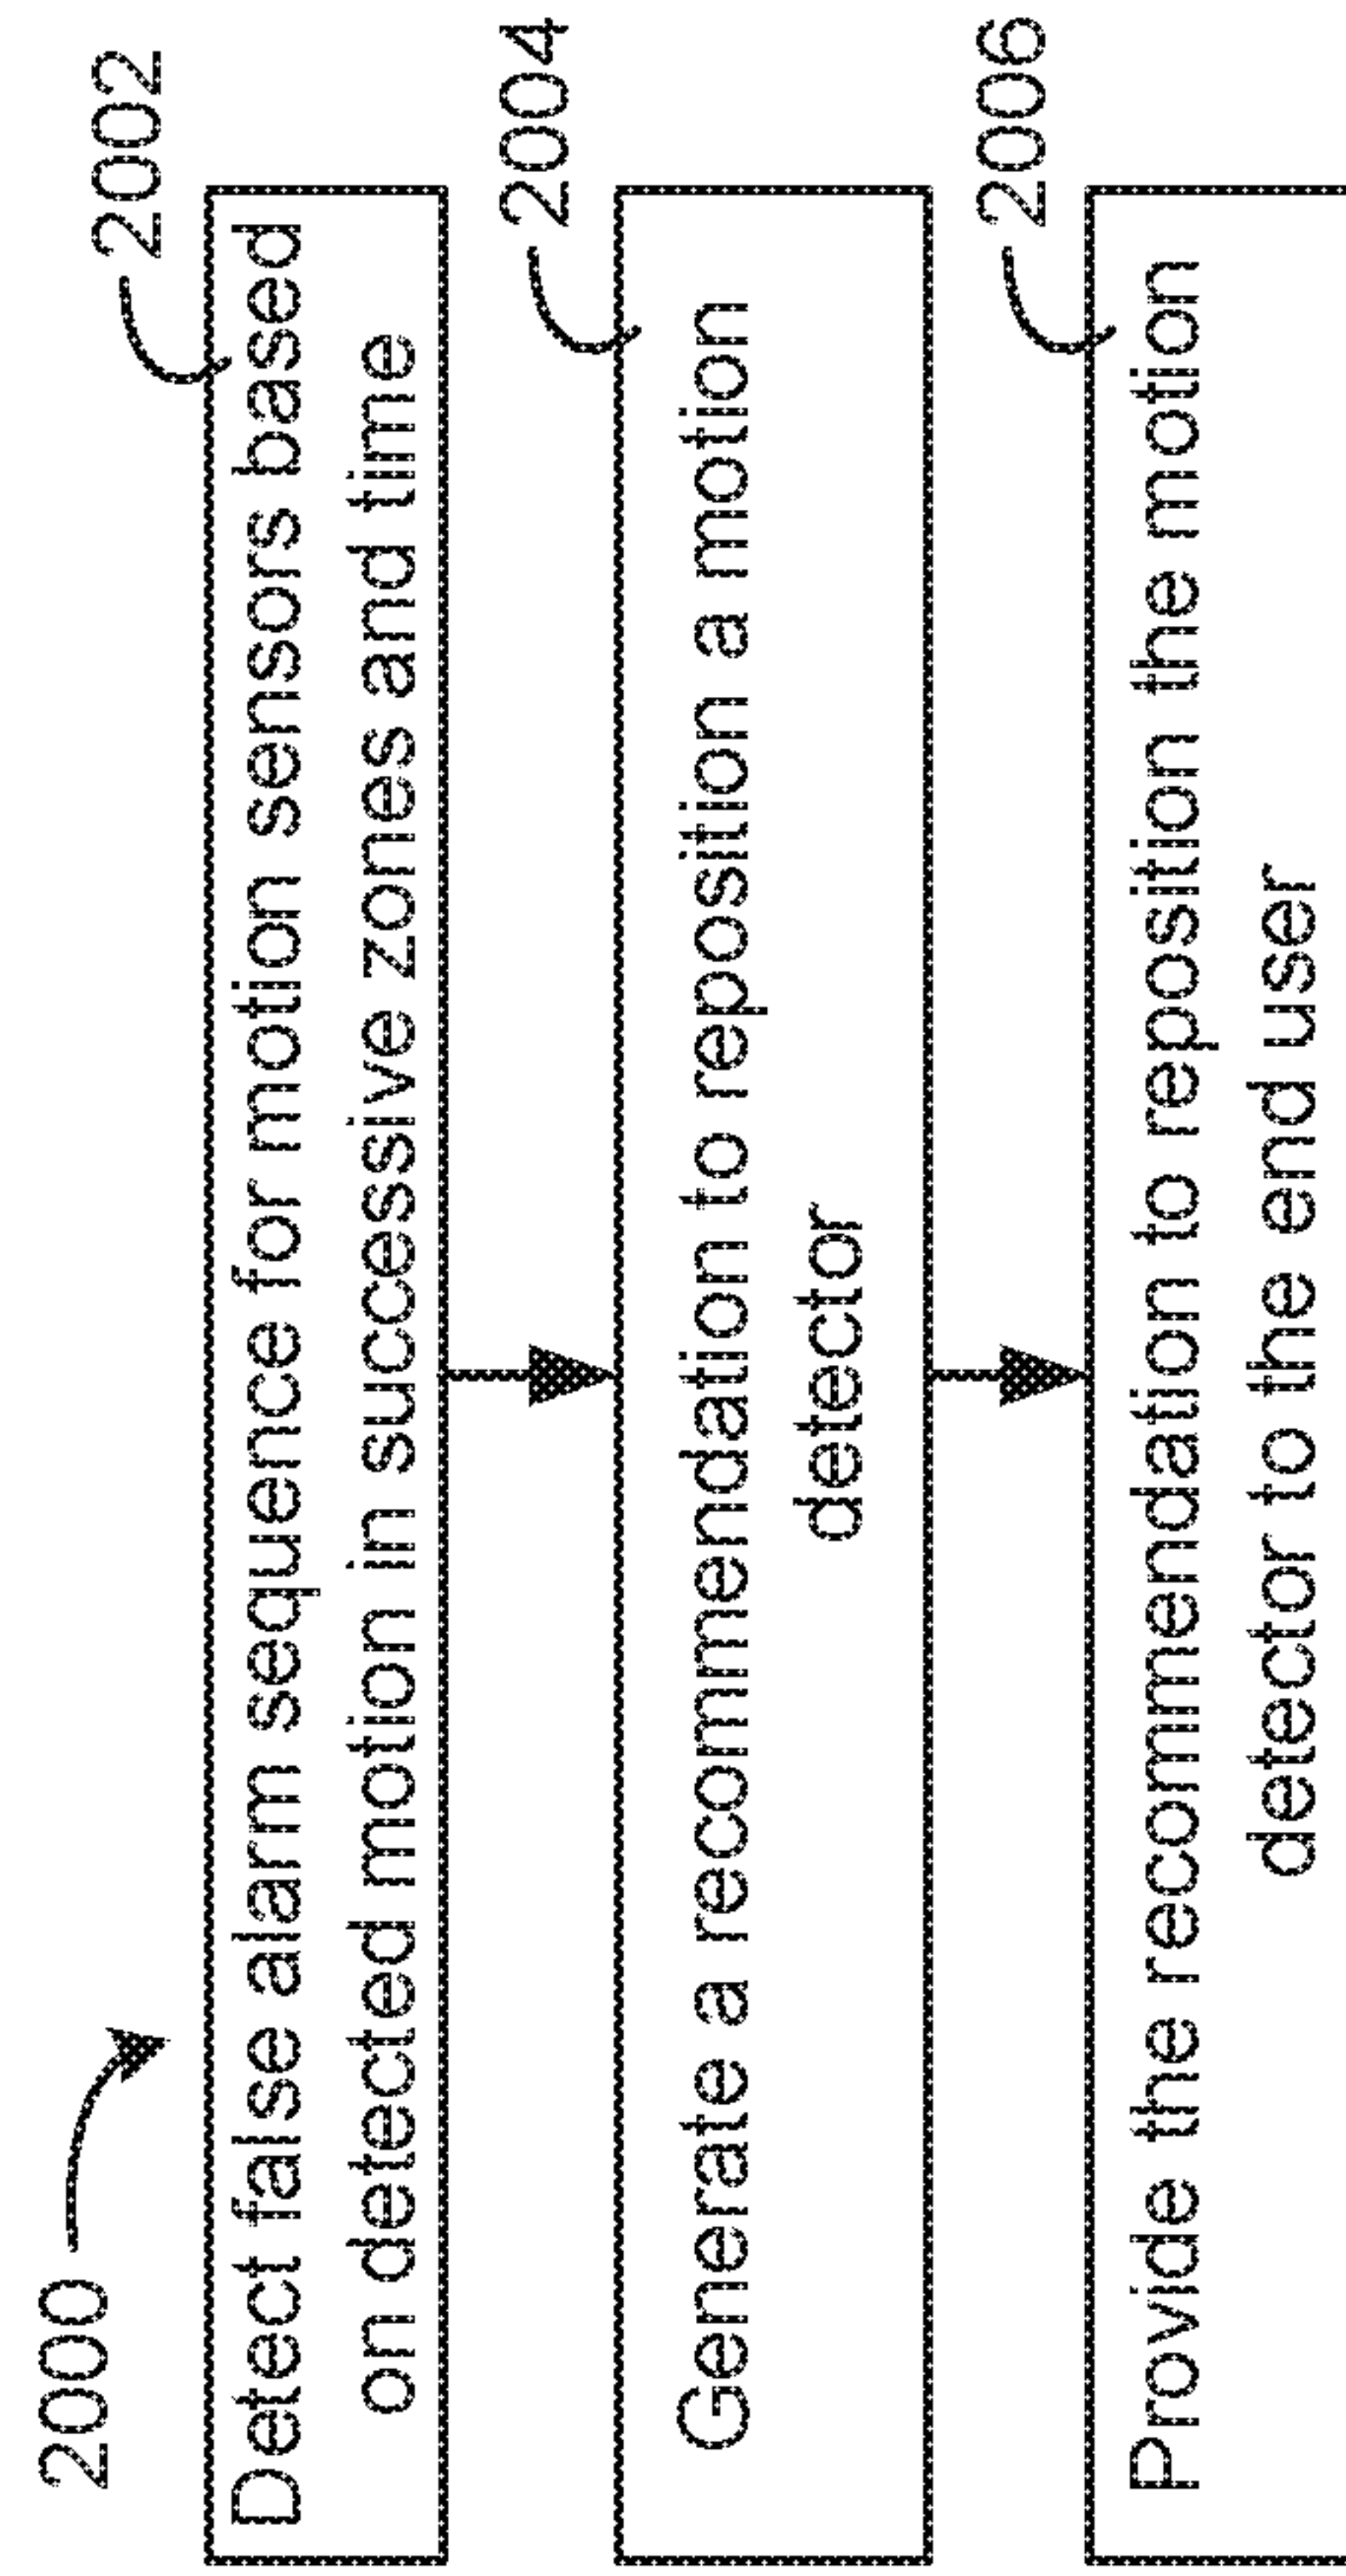 2000
2002
Detect false alarm sequence for motion sensors based
on detected motion in successive zones and time
2004
Generate a recommendation to reposition a motion
detector
2006
Provide the recommendation to reposition the motion
detector to the end user